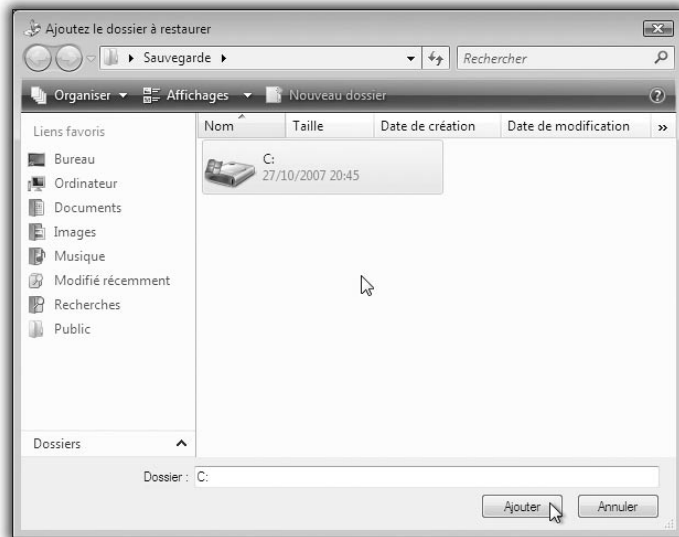 Ajoutez le dossier à restaurer
Sauvegarde
Rechercher
Organiser Affichages Nouveau dossier
Liens favoris
Nom Taille Date de création Date de modification »
Bureau
Ordinateur
Documents
Images
Musique
Modifié récemment
Recherches
Public
C:
27/10/2007 20:45
Dossiers
Dossier : C:
Ajouter Annuler